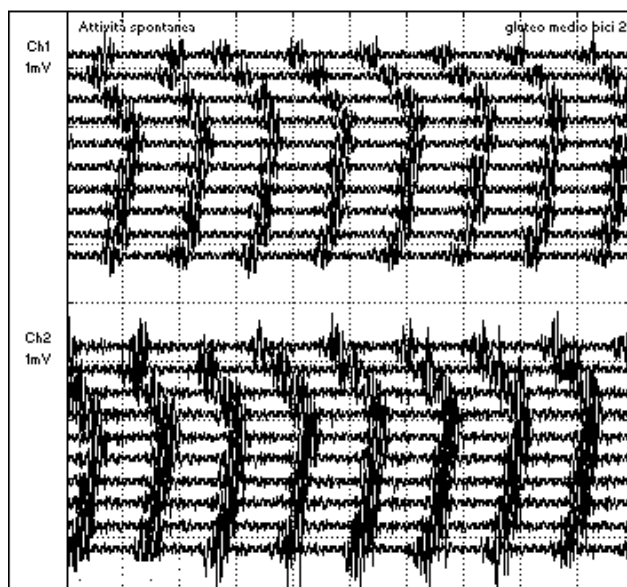 Attività spontanea
gluteo medio bici 2
Ch1
1mV
Ch2
1mV